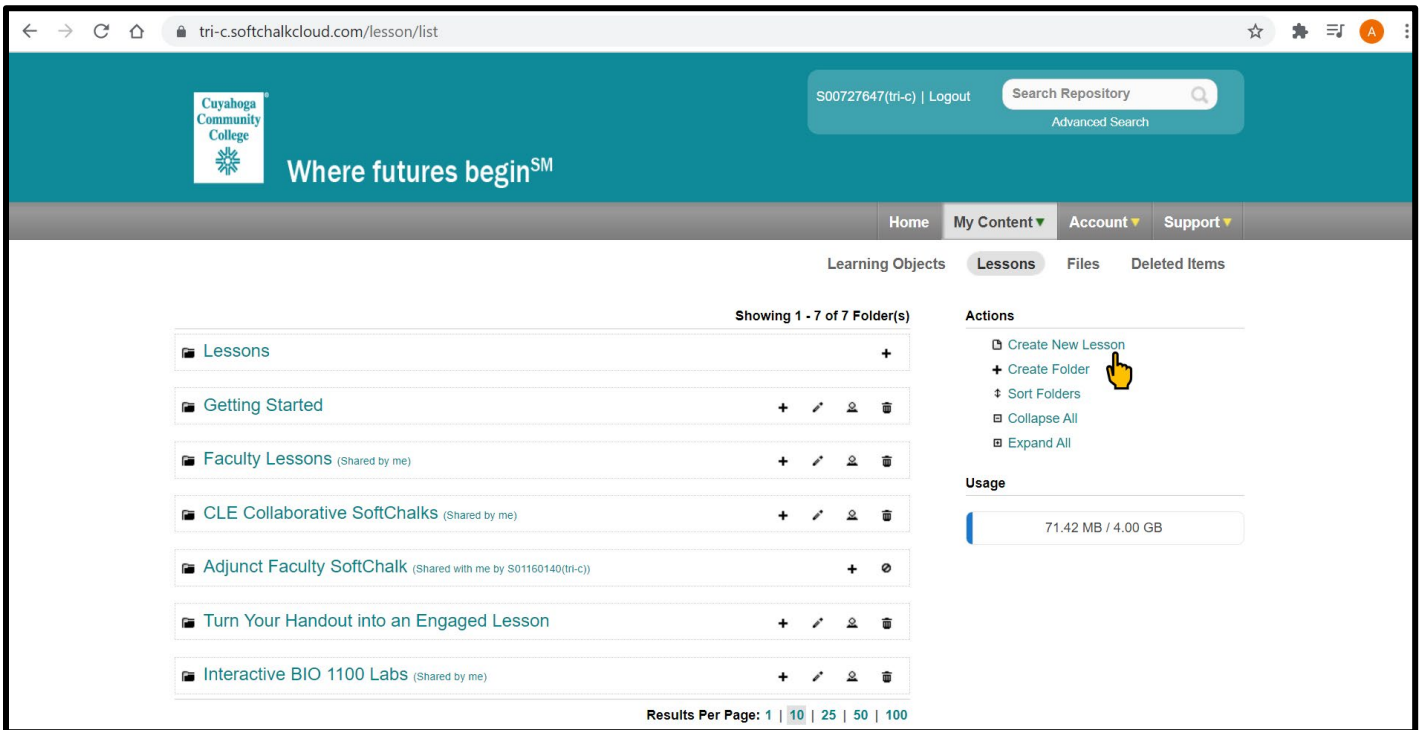 tri-c.softchalkcloud.com/lesson/list
A
Cuyahoga
Community
College
®
Where futures beginSM
S00727647(tri-c) | Logout
Search Repository
Advanced Search
Home
My Content
Account
Support
Learning Objects
Lessons
Files
Deleted Items
Showing 1 - 7 of 7 Folder(s)
Lessons
Getting Started
Faculty Lessons (Shared by me)
CLE Collaborative SoftChalks (Shared by me)
Adjunct Faculty SoftChalk (Shared with me by S01160140(tri-c))
Turn Your Handout into an Engaged Lesson
Interactive BIO 1100 Labs (Shared by me)
Results Per Page: 1 | 10 | 25 | 50 | 100
Actions
Create New Lesson
Create Folder
Sort Folders
Collapse All
Expand All
Usage
71.42 MB / 4.00 GB